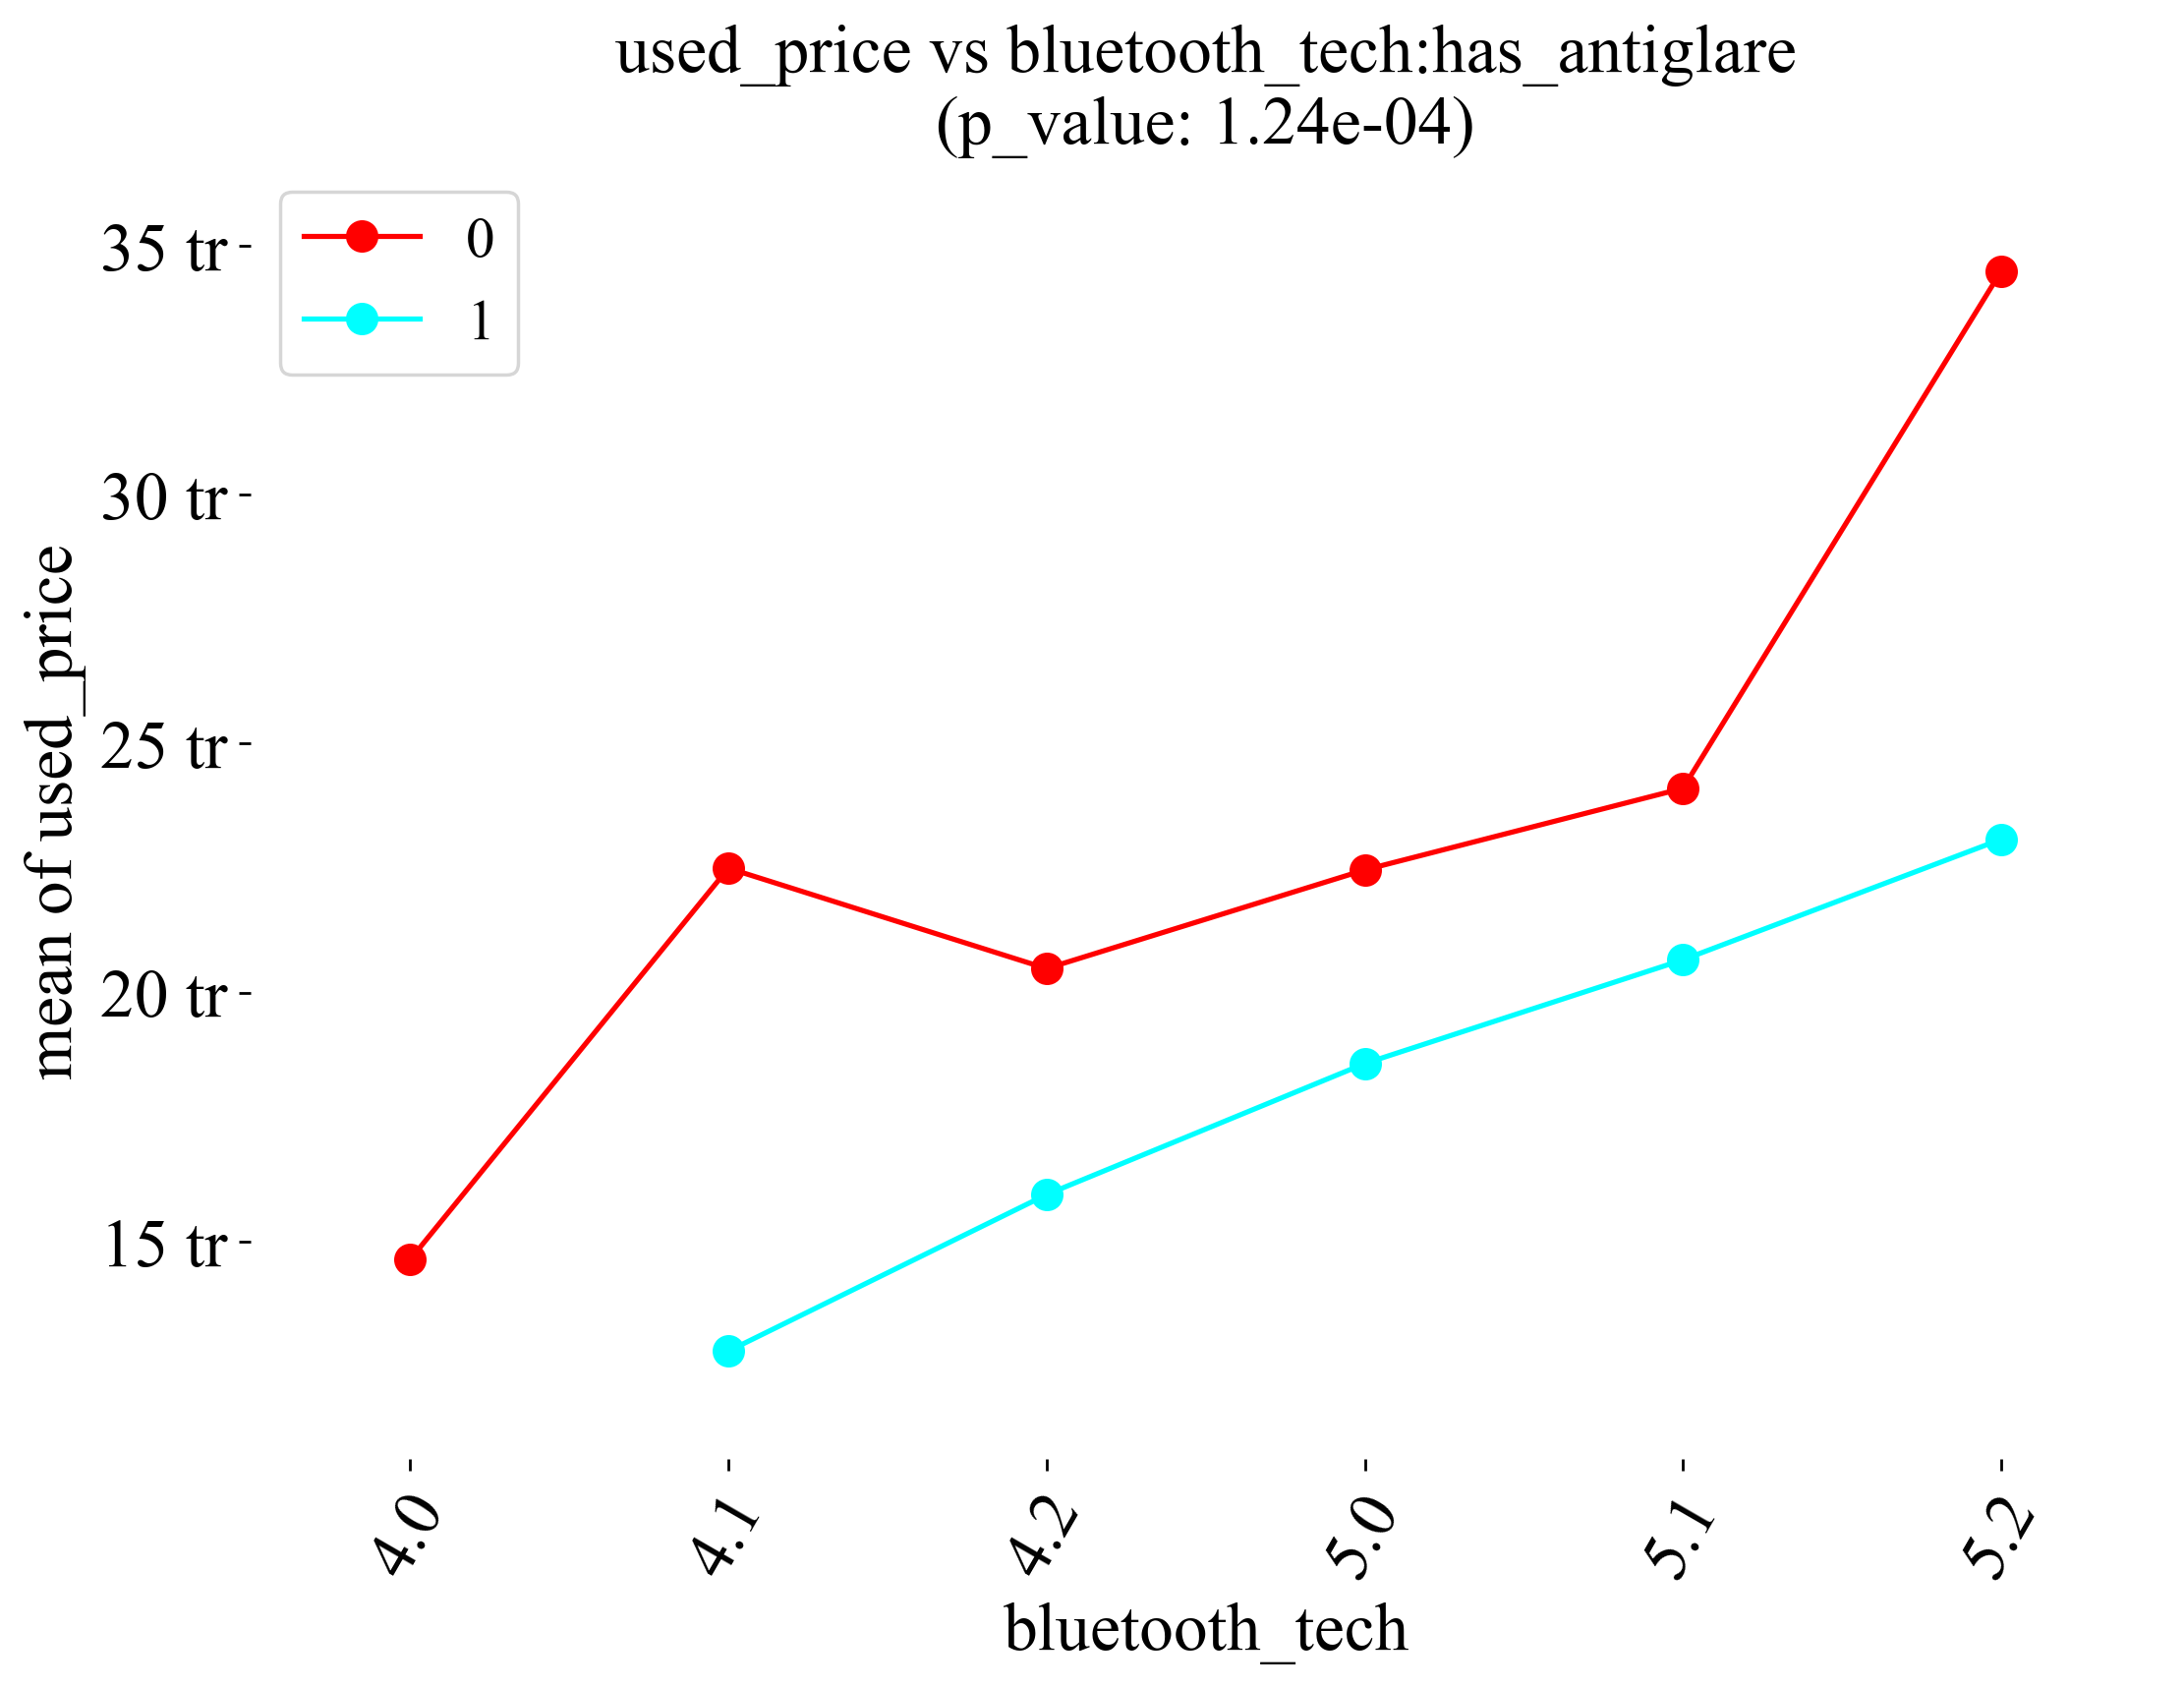 used_price vs bluetooth_tech:has_antiglare
(p_value: 1.24e-04)
0
1
35 tr
30 tr
25 tr
20 tr
15 tr
mean of used_price
4.0
4.1
4.2
5.0
5.1
5.2
bluetooth_tech